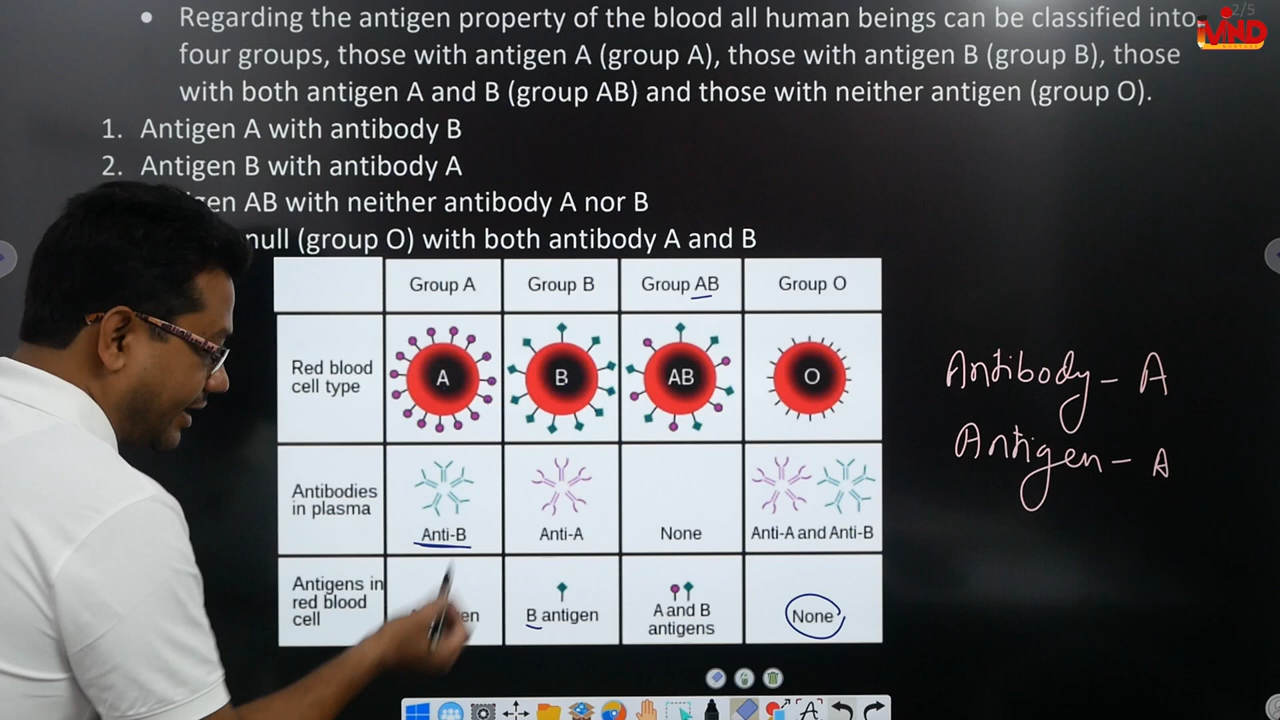 2/5
MIND
• Regarding the antigen property of the blood all human beings can be classified into
four groups, those with antigen A (group A), those with antigen B (group B), those
with both antigen A and B (group AB) and those with neither antigen (group O).
1. Antigen A with antibody B
2. Antigen B with antibody A
gen AB with neither antibody A nor B
null (group O) with both antibody A and B
Group A Group B Group AB Group O
Red blood
cell type
A B AB O
Antibodies
in plasma
Anti-B Anti-A None Anti-A and Anti-B
Antigens in
red blood
cell
B antigen
A and B
antigens
None
Antibody - A
Antigen - A